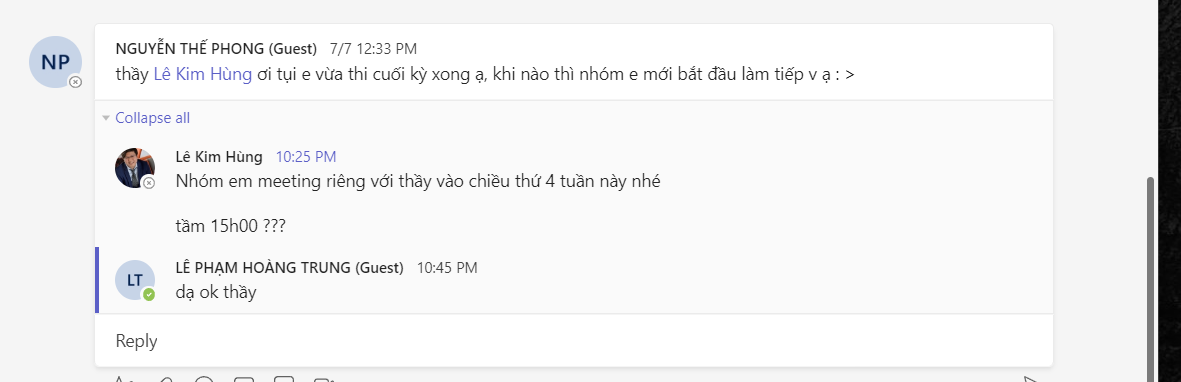 NP
NGUYỄN THẾ PHONG (Guest) 7/7 12:33 PM
thầy Lê Kim Hùng ơi tụi e vừa thi cuối kỳ xong ạ, khi nào thì nhóm e mới bắt đầu làm tiếp v ạ : >
Collapse all
Lê Kim Hùng 10:25 PM
Nhóm em meeting riêng với thầy vào chiều thứ 4 tuần này nhé
tầm 15h00 ???
LT
LÊ PHẠM HOÀNG TRUNG (Guest) 10:45 PM
dạ ok thầy
Reply